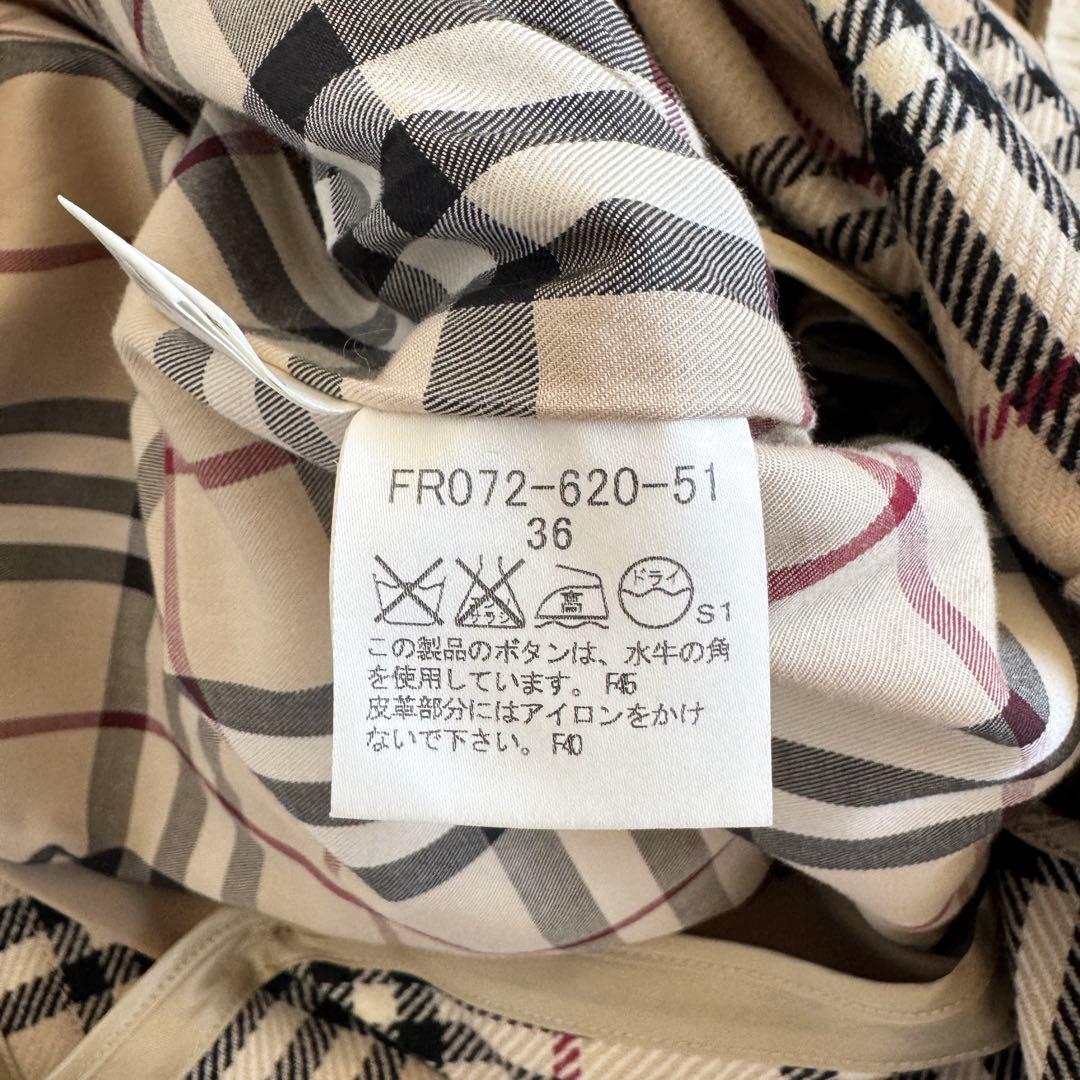 FR072-620-51
36
高 ドライ
S1
この製品のボタンは、水牛の角
を使用しています。F45
皮革部分にはアイロンをかけ
ないで下さい。F40